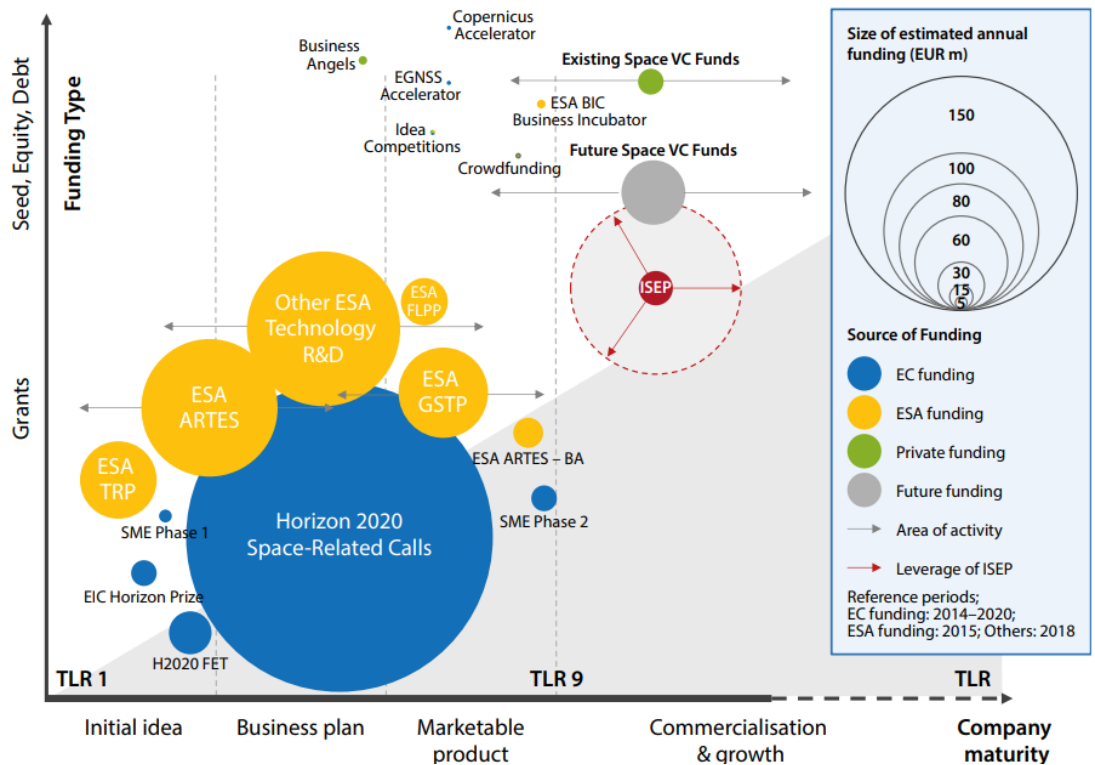 Seed, Equity, Debt
Grants
Funding Type
Copernicus
Accelerator
Business
Angels
EGNSS
Accelerator
Idea
Competitions
Existing Space VC Funds
ESA BIC
Business Incubator
Crowdfunding
Future Space VC Funds
ISEP
Other ESA
Technology
R&D
ESA
FLPP
ESA
ARTES
ESA
GSTP
ESA
TRP
ESA ARTES – BA
SME Phase 1
SME Phase 2
Horizon 2020
Space-Related Calls
EIC Horizon Prize
H2020 FET
TLR 1
TLR 9
TLR
Initial idea
Business plan
Marketable
product
Commercialisation
& growth
Company
maturity
Size of estimated annual
funding (EUR m)
150
100
80
60
30
15
5
Source of Funding
EC funding
ESA funding
Private funding
Future funding
Area of activity
Leverage of ISEP
Reference periods;
EC funding: 2014–2020;
ESA funding: 2015; Others: 2018